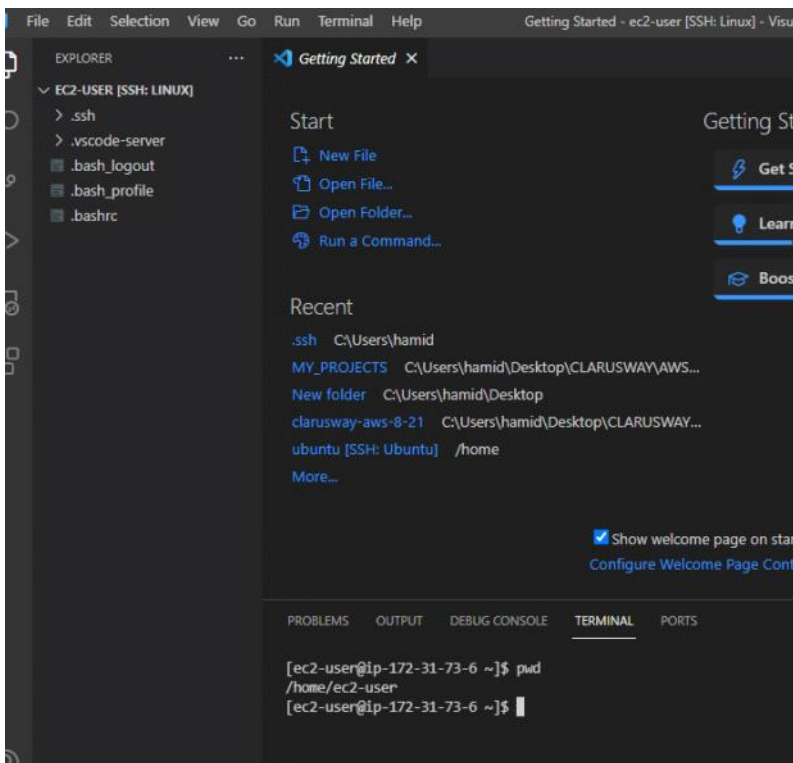 File Edit Selection View Go Run Terminal Help Getting Started - ec2-user [SSH: Linux] - Visu
EXPLORER ...
Getting Started
EC2-USER [SSH: LINUX]
.ssh
.vscode-server
.bash_logout
.bash_profile
.bashrc
Start
New File
Open File...
Open Folder...
Run a Command...
Recent
.ssh C:\Users\hamid
MY_PROJECTS C:\Users\hamid\Desktop\CLARUSWAY\AWS...
New folder C:\Users\hamid\Desktop
clarusway-aws-8-21 C:\Users\hamid\Desktop\CLARUSWAY...
ubuntu [SSH: Ubuntu] /home
More...
Getting St
Get S
Learn
Boos
Show welcome page on star
Configure Welcome Page Cont
PROBLEMS OUTPUT DEBUG CONSOLE TERMINAL PORTS
[ec2-user@ip-172-31-73-6 ~]$ pwd
/home/ec2-user
[ec2-user@ip-172-31-73-6 ~]$